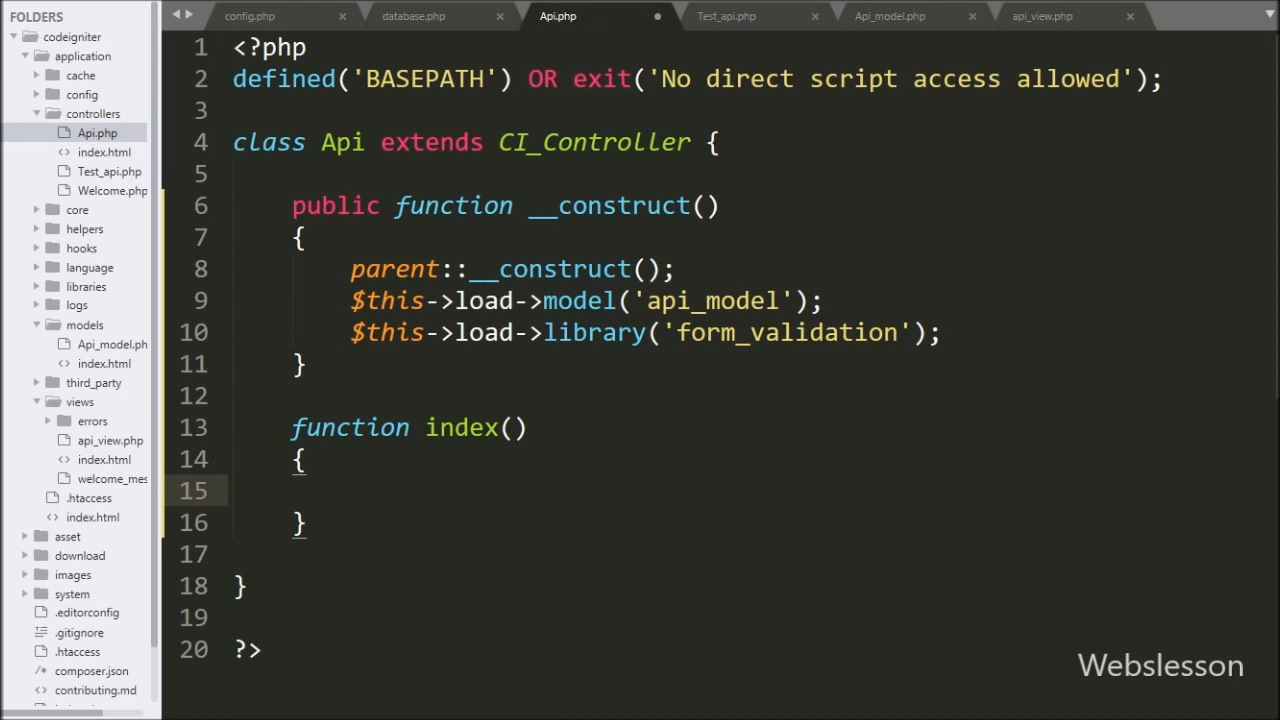 FOLDERS
codeigniter
application
cache
config
controllers
Api.php
index.html
Test_api.php
Welcome.php
core
helpers
hooks
language
libraries
logs
models
Api_model.ph
index.html
third_party
views
errors
api_view.php
index.html
welcome_mes
.htaccess
index.html
asset
download
images
system
.editorconfig
.gitignore
.htaccess
composer.json
contributing.md
config.php
database.php
Api.php
Test_api.php
Api_model.php
api_view.php
1 <?php
2 defined('BASEPATH') OR exit('No direct script access allowed');
3
4 class Api extends CI_Controller {
5
6 public function __construct()
7 {
8 parent::__construct();
9 $this->load->model('api_model');
10 $this->load->library('form_validation');
11 }
12
13 function index()
14 {
15
16 }
17
18 }
19
20 ?>
Webslesson